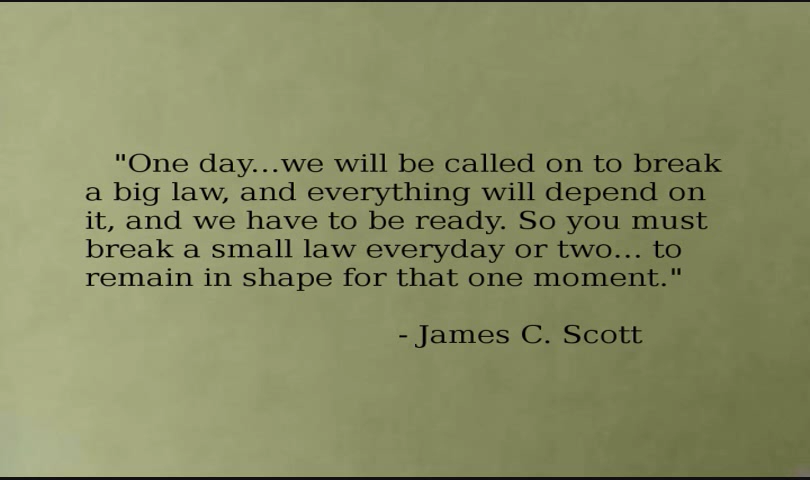 "One day...we will be called on to break
a big law, and everything will depend on
it, and we have to be ready. So you must
break a small law everyday or two... to
remain in shape for that one moment."
- James C. Scott